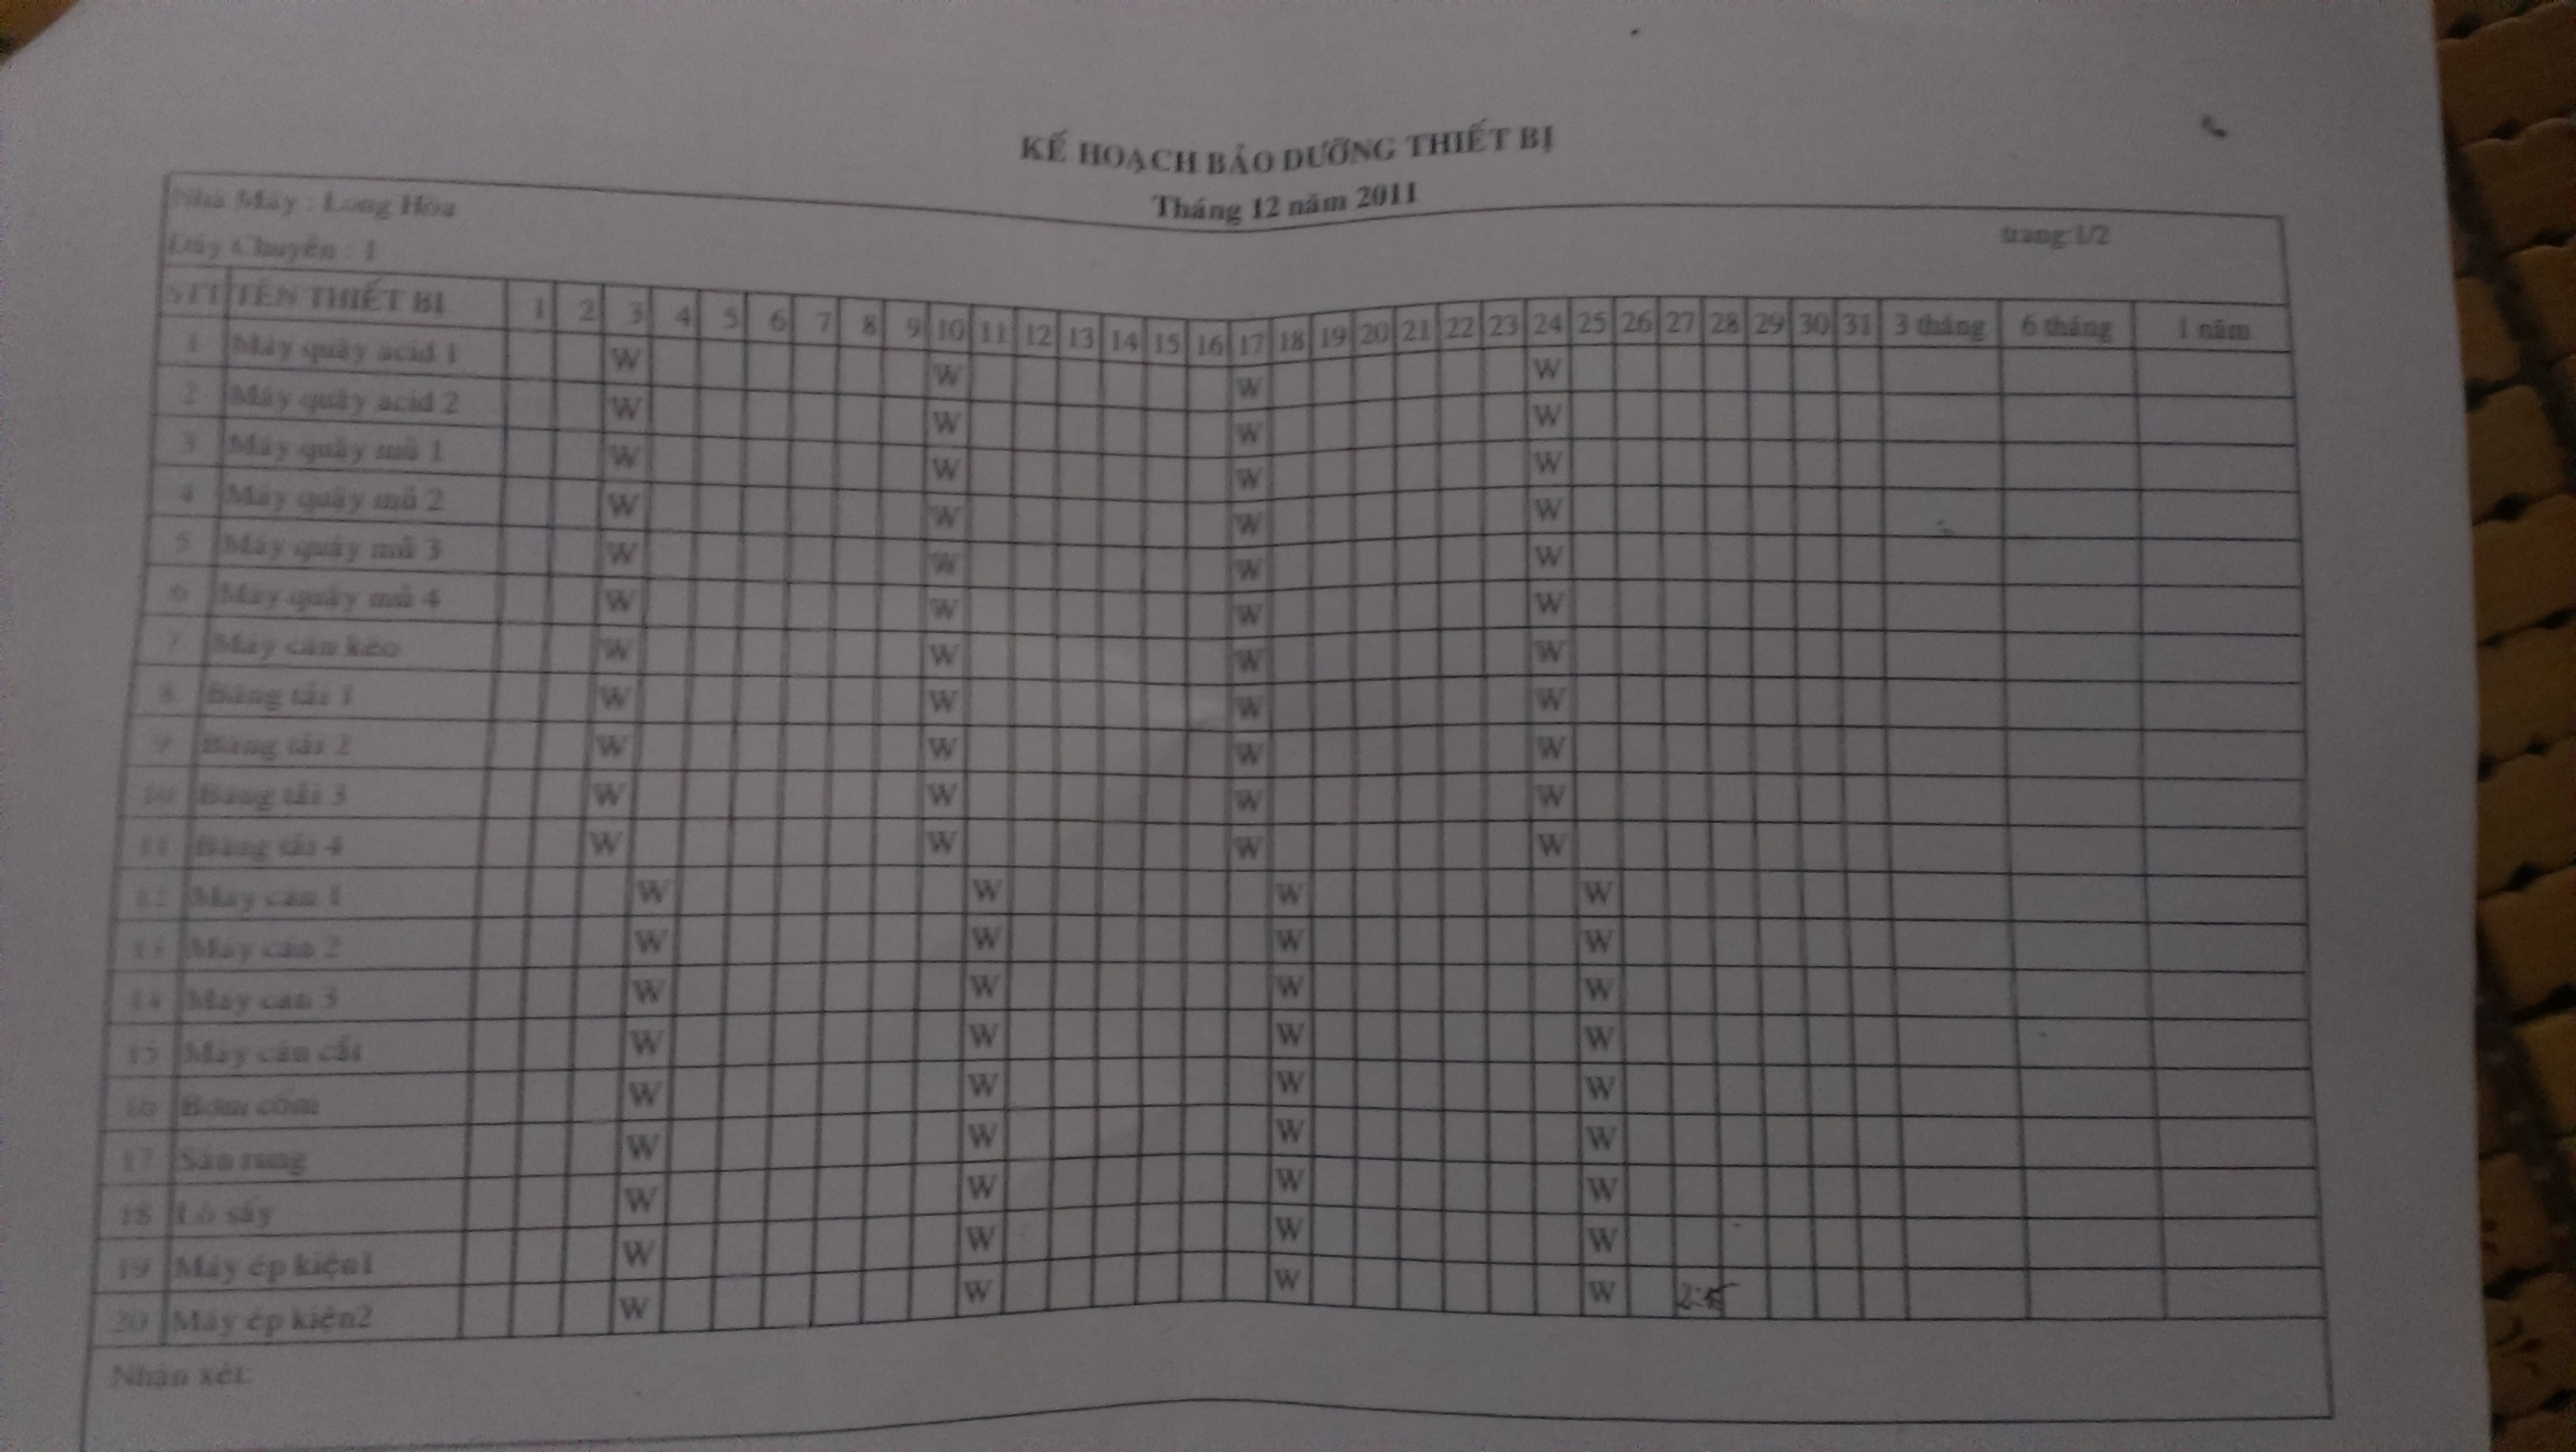 KẾ HOẠCH BẢO DƯỠNG THIẾT BỊ
Tháng 12 năm 2011
Nhà Máy : Long Hòa
Dây Chuyền : 1
trang:1/2
STT TÊN THIẾT BỊ 1 2 3 4 5 6 7 8 9 10 11 12 13 14 15 16 17 18 19 20 21 22 23 24 25 26 27 28 29 30 31 3 tháng 6 tháng 1 năm
1 Máy quậy acid 1 W W W W
2 Máy quậy acid 2 W W W W
3 Máy quậy mủ 1 W W W W
4 Máy quậy mủ 2 W W W W
5 Máy quậy mủ 3 W W W W
6 Máy quậy mủ 4 W W W W
7 Máy cán kéo W W W W
8 Băng tải 1 W W W W
9 Băng tải 2 W W W W
10 Băng tải 3 W W W W
11 Băng tải 4 W W W W
12 Máy cán 1 W W W W
13 Máy cán 2 W W W W
14 Máy cán 3 W W W W
15 Máy cán cắt W W W W
16 Bơm cốm W W W W
17 Sàn rung W W W W
18 Lò sấy W W W W
19 Máy ép kiện1 W W W W
20 Máy ép kiện2 W W W W
Nhận xét: